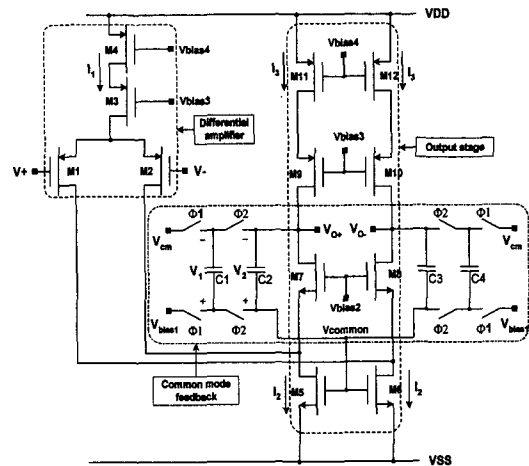 VDD
M4
Vbias4
I1
M3
Vbias3
Differential
amplifier
V+
M1
M2
V-
Vbias4
I3
M11
M12
I3
Vbias3
Output stage
M9
M10
Φ1
Φ2
Vcm
VO+
VO-
Φ2
Φ1
Vcm
V1
C1
V2
C2
M7
M8
C3
C4
Vbias1
Φ1
Φ2
Vbias2
Φ2
Φ1
Vbias1
Vcommon
Common mode
feedback
I2
M5
M6
I2
VSS